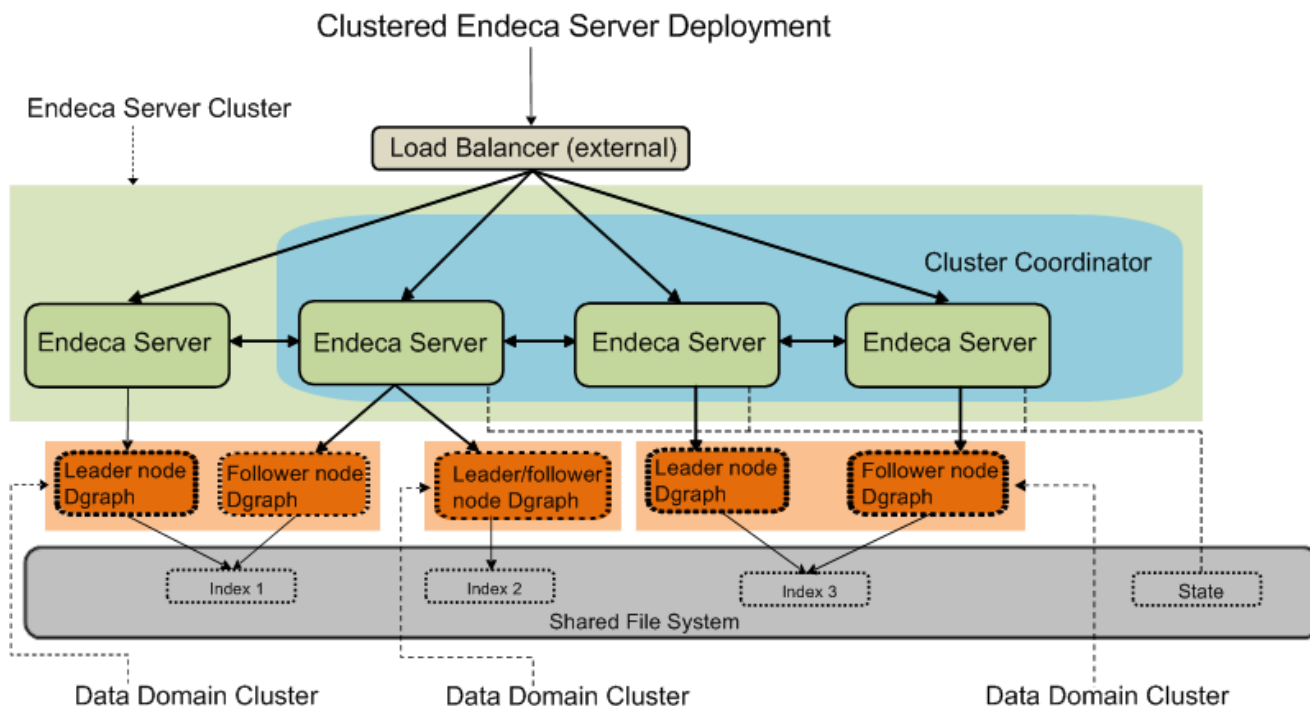 Clustered Endeca Server Deployment
Endeca Server Cluster
Load Balancer (external)
Cluster Coordinator
Endeca Server
Endeca Server
Endeca Server
Endeca Server
Leader node
Dgraph
Follower node
Dgraph
Leader/follower
node Dgraph
Leader node
Dgraph
Follower node
Dgraph
Index 1
Index 2
Index 3
State
Shared File System
Data Domain Cluster
Data Domain Cluster
Data Domain Cluster